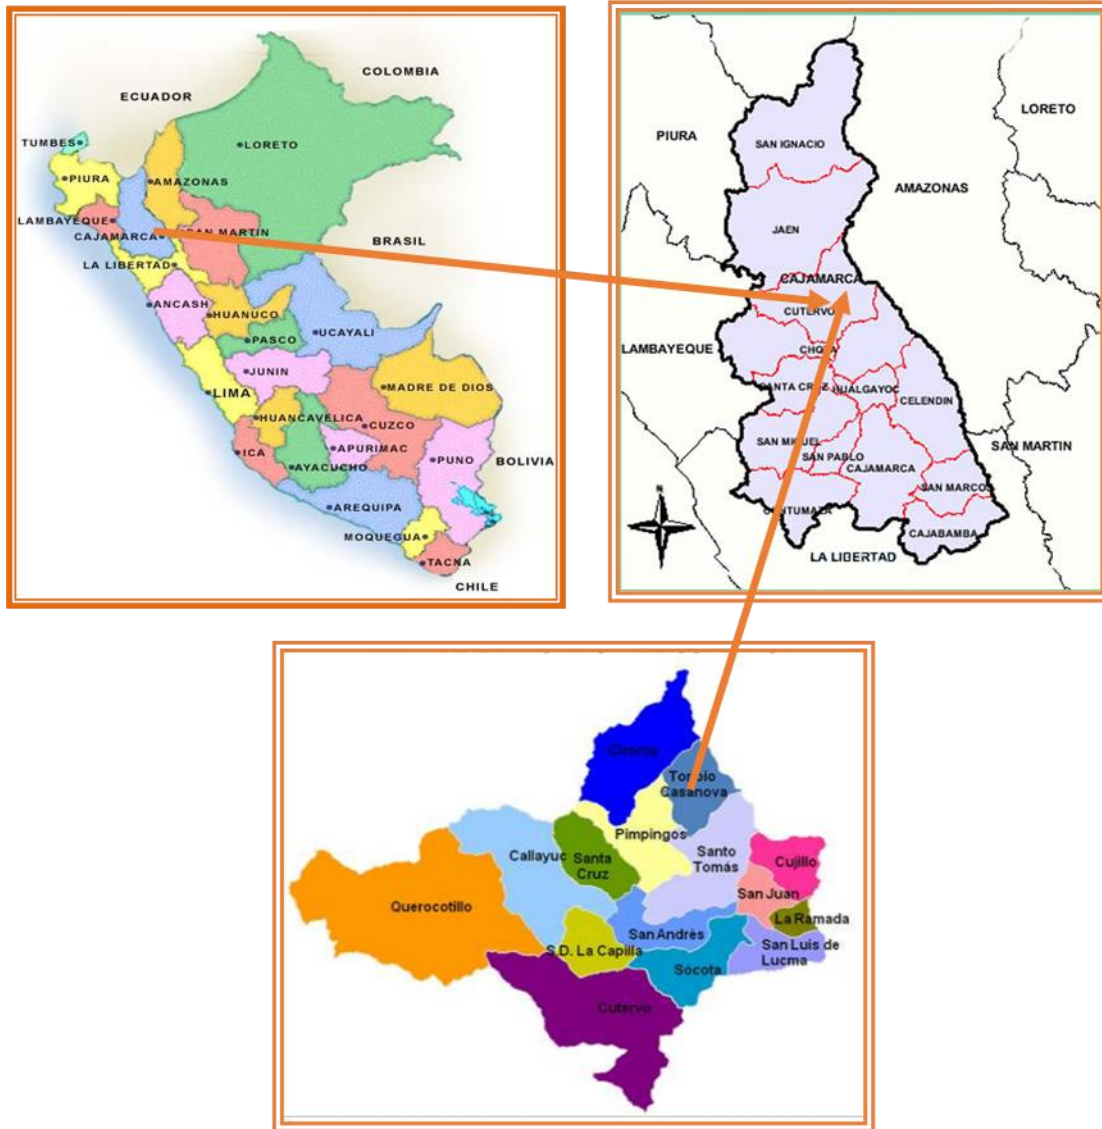 COLOMBIA
ECUADOR
TUMBES
LORETO
PIURA
AMAZONAS
LAMBAYEQUE
SAN MARTIN
CAJAMARCA
BRASIL
LA LIBERTAD
ANCASH
HUANUCO
UCAYALI
PASCO
JUNIN
LIMA
MADRE DE DIOS
HUANCAVELICA
CUZCO
ICA
APURIMAC
PUNO
BOLIVIA
AYACUCHO
AREQUIPA
MOQUEGUA
TACNA
CHILE
LORETO
PIURA
SAN IGNACIO
AMAZONAS
JAEN
CAJAMARCA
CUTERVO
LAMBAYEQUE
CHOTA
SANTA CRUZ
HUALGAYOC
CELENDIN
SAN MIGUEL
SAN PABLO
SAN MARTIN
CAJAMARCA
SAN MARCOS
N
CONTUMAZA
CAJABAMBA
LA LIBERTAD
Choros
Toribio
Casanova
Pimpingos
Callayuc
Santa
Cruz
Santo
Tomás
Cujillo
San Juan
Querocotillo
La Ramada
San Andrés
S.D. La Capilla
San Luis de
Lucma
Sócota
Cutervo